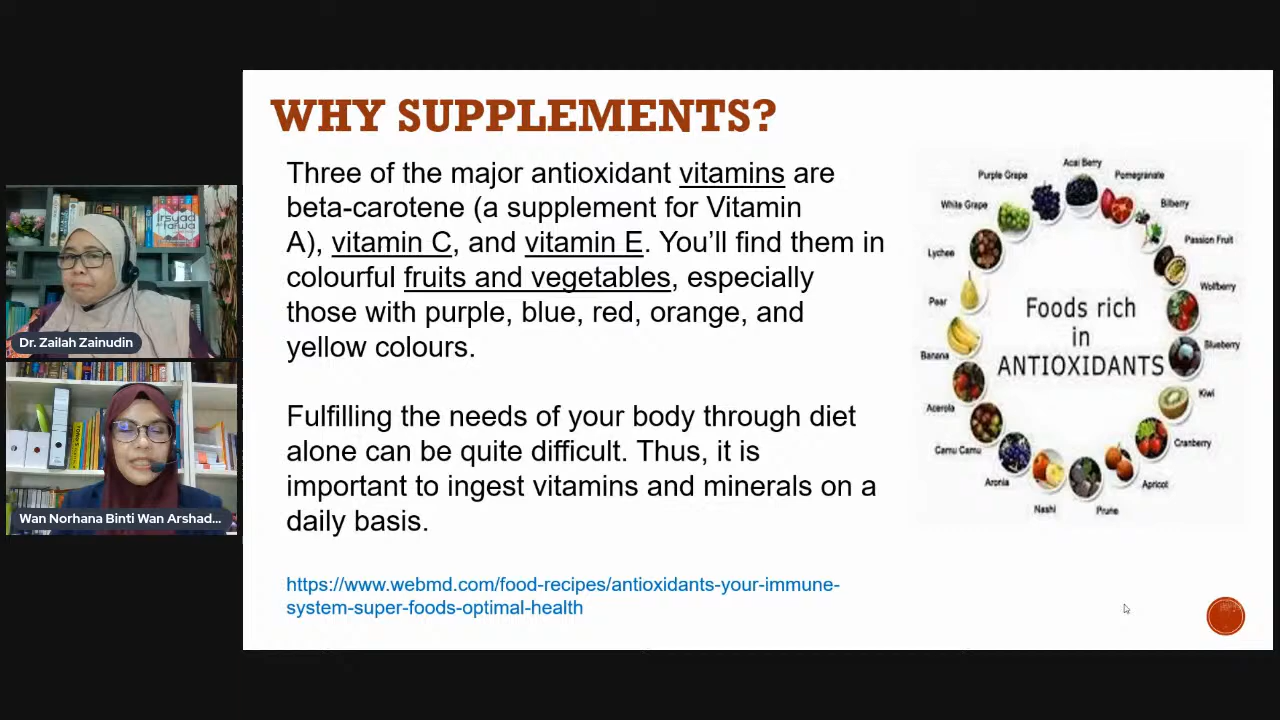 WHY SUPPLEMENTS?
Three of the major antioxidant vitamins are
beta-carotene (a supplement for Vitamin
A), vitamin C, and vitamin E. You’ll find them in
colourful fruits and vegetables, especially
those with purple, blue, red, orange, and
yellow colours.
Fulfilling the needs of your body through diet
alone can be quite difficult. Thus, it is
important to ingest vitamins and minerals on a
daily basis.
https://www.webmd.com/food-recipes/antioxidants-your-immune-
system-super-foods-optimal-health
Acai Berry
Purple Grape
Pomegranate
White Grape
Bilberry
Lychee
Passion Fruit
Pear
Wolfberry
Banana
Blueberry
Acerola
Kiwi
Camu Camu
Cranberry
Aronia
Apricot
Nashi
Prune
Foods rich
in
ANTIOXIDANTS
Irsyad
Fatwa
Dr. Zailah Zainudin
Wan Norhana Binti Wan Arshad...